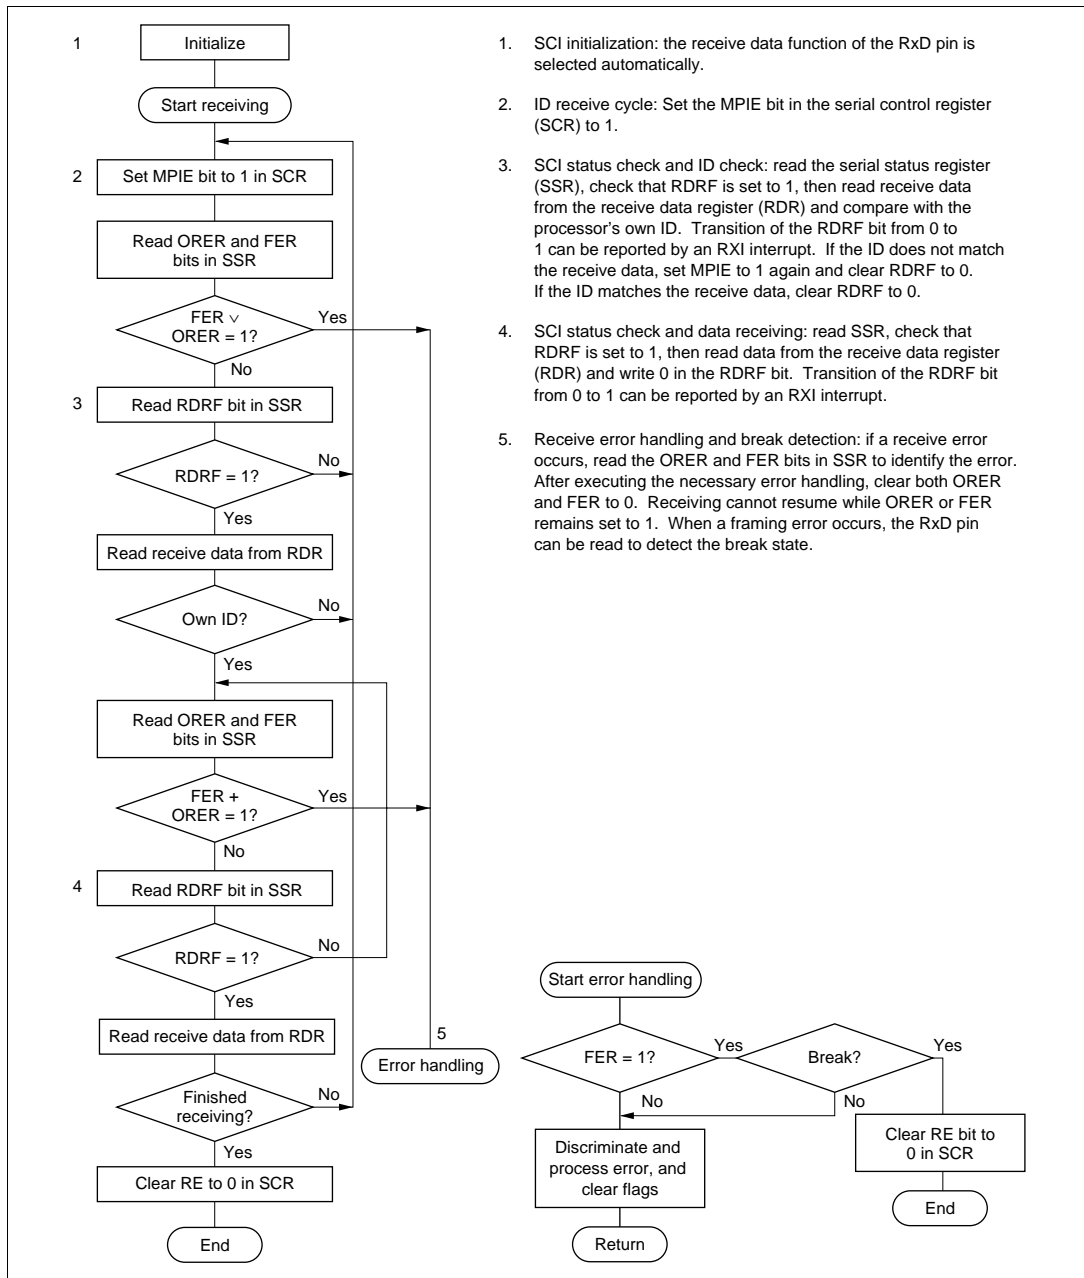 1
Initialize
Start receiving
2
Set MPIE bit to 1 in SCR
Read ORER and FER
bits in SSR
FER ∨
ORER = 1?
Yes
No
3
Read RDRF bit in SSR
RDRF = 1?
No
Yes
Read receive data from RDR
Own ID?
No
Yes
Read ORER and FER
bits in SSR
FER +
ORER = 1?
Yes
No
4
Read RDRF bit in SSR
RDRF = 1?
No
Yes
Read receive data from RDR
Finished
receiving?
No
Yes
Clear RE to 0 in SCR
End
5
Error handling
1. SCI initialization: the receive data function of the RxD pin is
selected automatically.
2. ID receive cycle: Set the MPIE bit in the serial control register
(SCR) to 1.
3. SCI status check and ID check: read the serial status register
(SSR), check that RDRF is set to 1, then read receive data
from the receive data register (RDR) and compare with the
processor's own ID. Transition of the RDRF bit from 0 to
1 can be reported by an RXI interrupt. If the ID does not match
the receive data, set MPIE to 1 again and clear RDRF to 0.
If the ID matches the receive data, clear RDRF to 0.
4. SCI status check and data receiving: read SSR, check that
RDRF is set to 1, then read data from the receive data register
(RDR) and write 0 in the RDRF bit. Transition of the RDRF bit
from 0 to 1 can be reported by an RXI interrupt.
5. Receive error handling and break detection: if a receive error
occurs, read the ORER and FER bits in SSR to identify the error.
After executing the necessary error handling, clear both ORER
and FER to 0. Receiving cannot resume while ORER or FER
remains set to 1. When a framing error occurs, the RxD pin
can be read to detect the break state.
Start error handling
FER = 1?
Yes
No
Break?
Yes
No
Discriminate and
process error, and
clear flags
Return
Clear RE bit to
0 in SCR
End